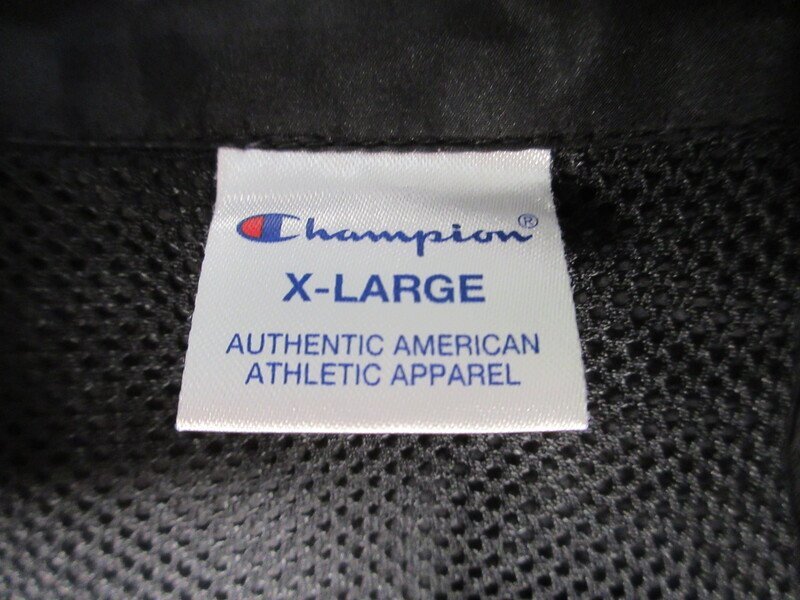 Champion®
X-LARGE
AUTHENTIC AMERICAN
ATHLETIC APPAREL